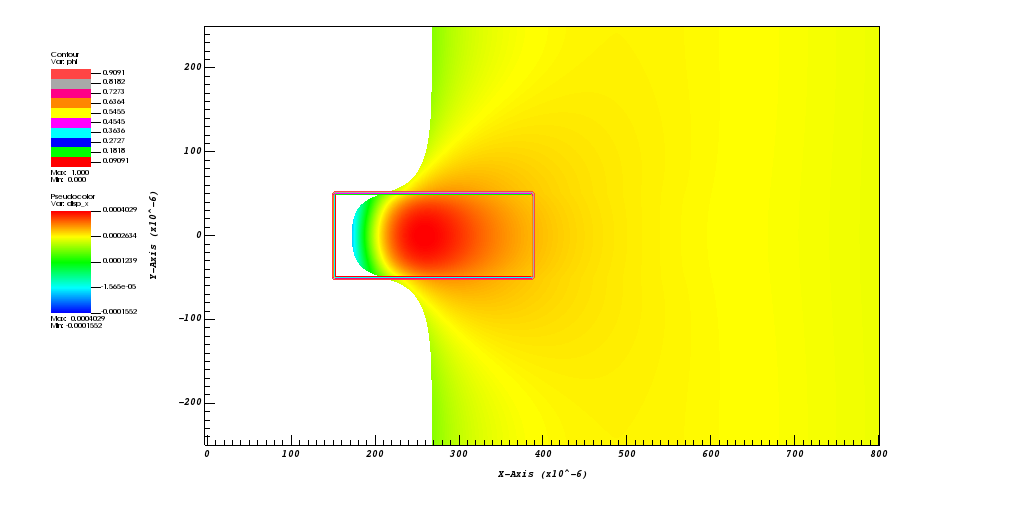 Contour
Var: phi
0.9091
0.8182
0.7273
0.6364
0.5455
0.4545
0.3636
0.2727
0.1818
0.09091
Max: 1.000
Min: 0.000
Pseudocolor
Var: disp_x
0.0004029
0.0002634
0.0001239
-1.565e-05
-0.0001552
Max: 0.0004029
Min: -0.0001552
Y-Axis (x10^-6)
200
100
0
-100
-200
0 100 200 300 400 500 600 700 800
X-Axis (x10^-6)